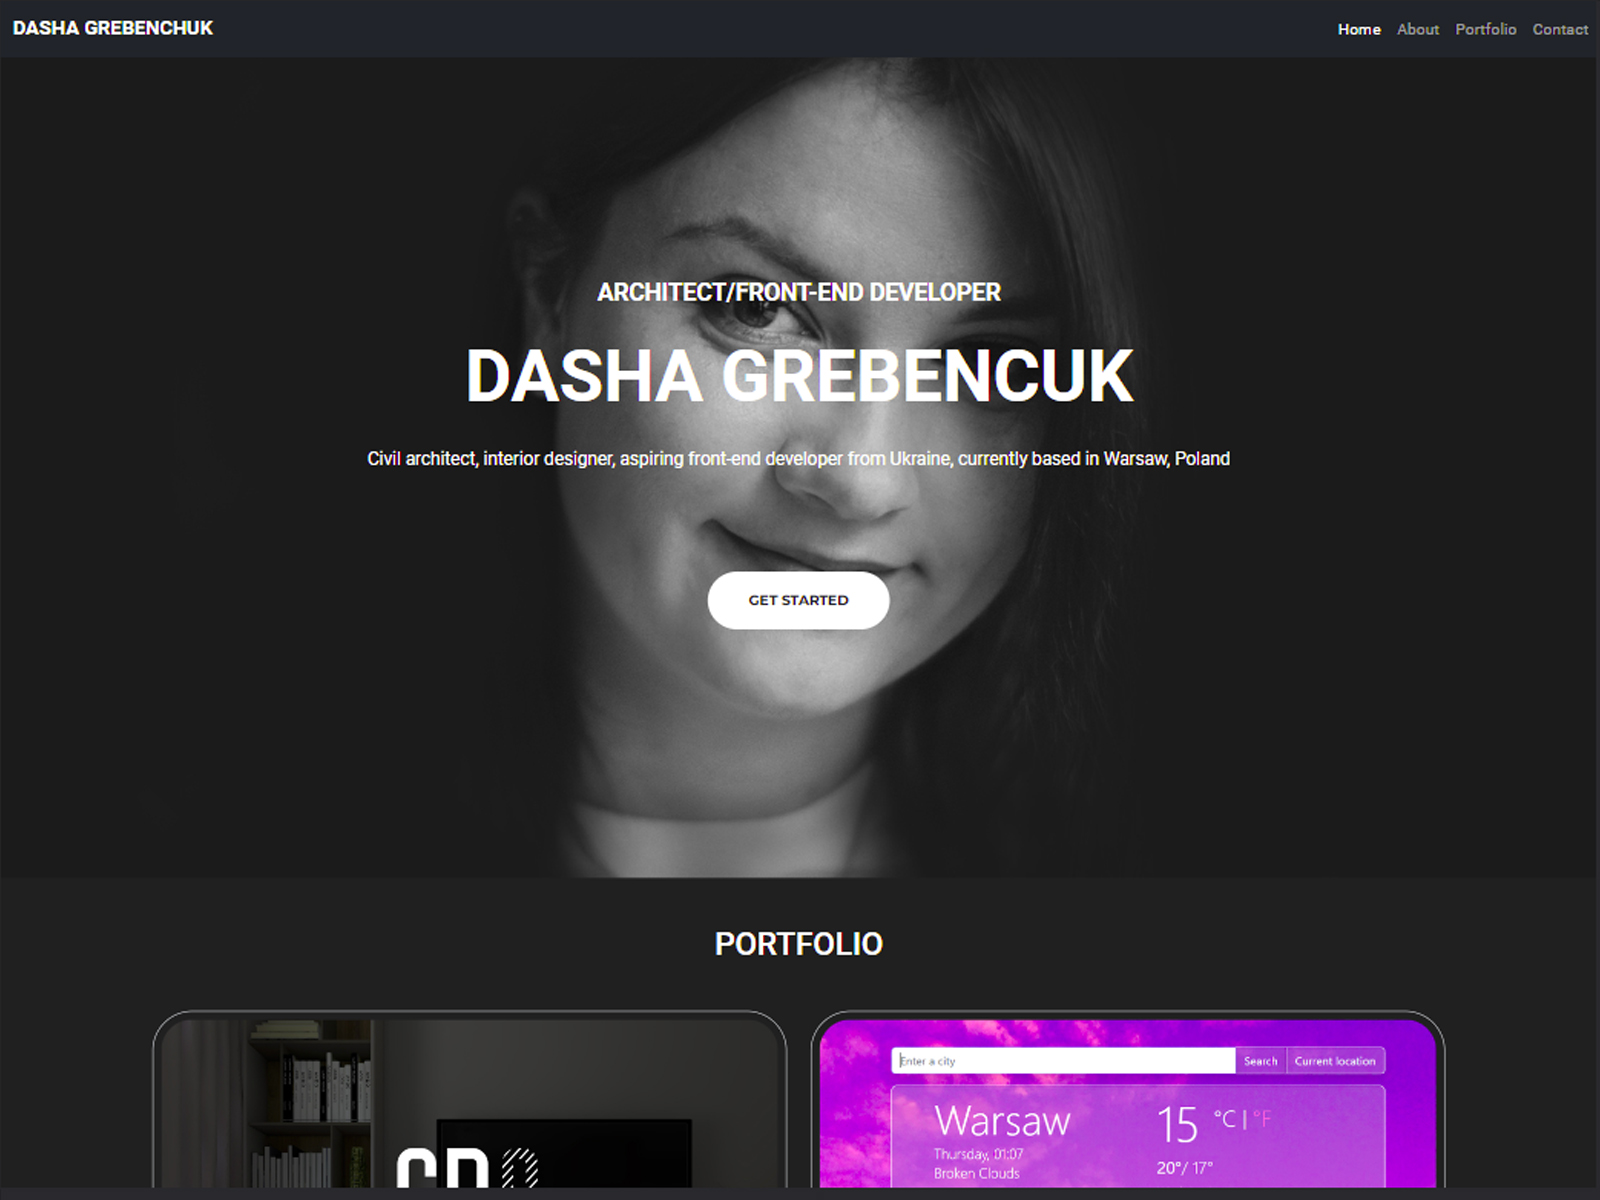 DASHA GREBENCHUK
Home About Portfolio Contact
ARCHITECT/FRONT-END DEVELOPER
DASHA GREBENCUK
Civil architect, interior designer, aspiring front-end developer from Ukraine, currently based in Warsaw, Poland
GET STARTED
PORTFOLIO
Enter a city Search Current location
Warsaw 15 °C | °F
Thursday, 01:07
Broken Clouds 20°/ 17°